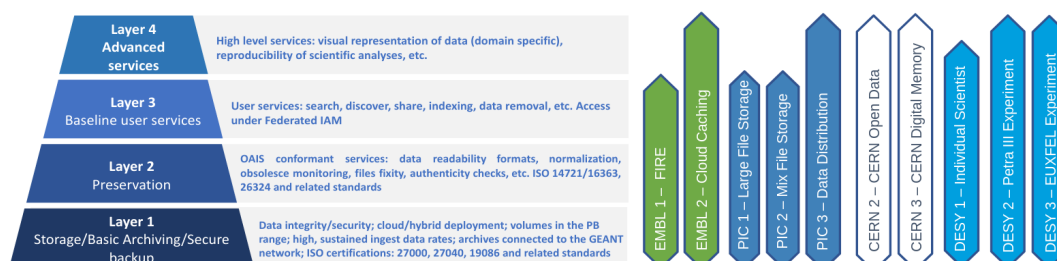 Layer 4
Advanced
services
High level services: visual representation of data (domain specific),
reproducibility of scientific analyses, etc.
Layer 3
Baseline user services
User services: search, discover, share, indexing, data removal, etc. Access
under Federated IAM
Layer 2
Preservation
OAIS conformant services: data readability formats, normalization,
obsolesce monitoring, files fixity, authenticity checks, etc. ISO 14721/16363,
26324 and related standards
Layer 1
Storage/Basic Archiving/Secure
backup
Data integrity/security; cloud/hybrid deployment; volumes in the PB
range; high, sustained ingest data rates; archives connected to the GEANT
network; ISO certifications: 27000, 27040, 19086 and related standards
EMBL 1 – FIRE
EMBL 2 – Cloud Caching
PIC 1 – Large File Storage
PIC 2 – Mix File Storage
PIC 3 – Data Distribution
CERN 2 – CERN Open Data
CERN 3 – CERN Digital Memory
DESY 1 – Individual Scientist
DESY 2 – Petra III Experiment
DESY 3 – EUXFEL Experiment